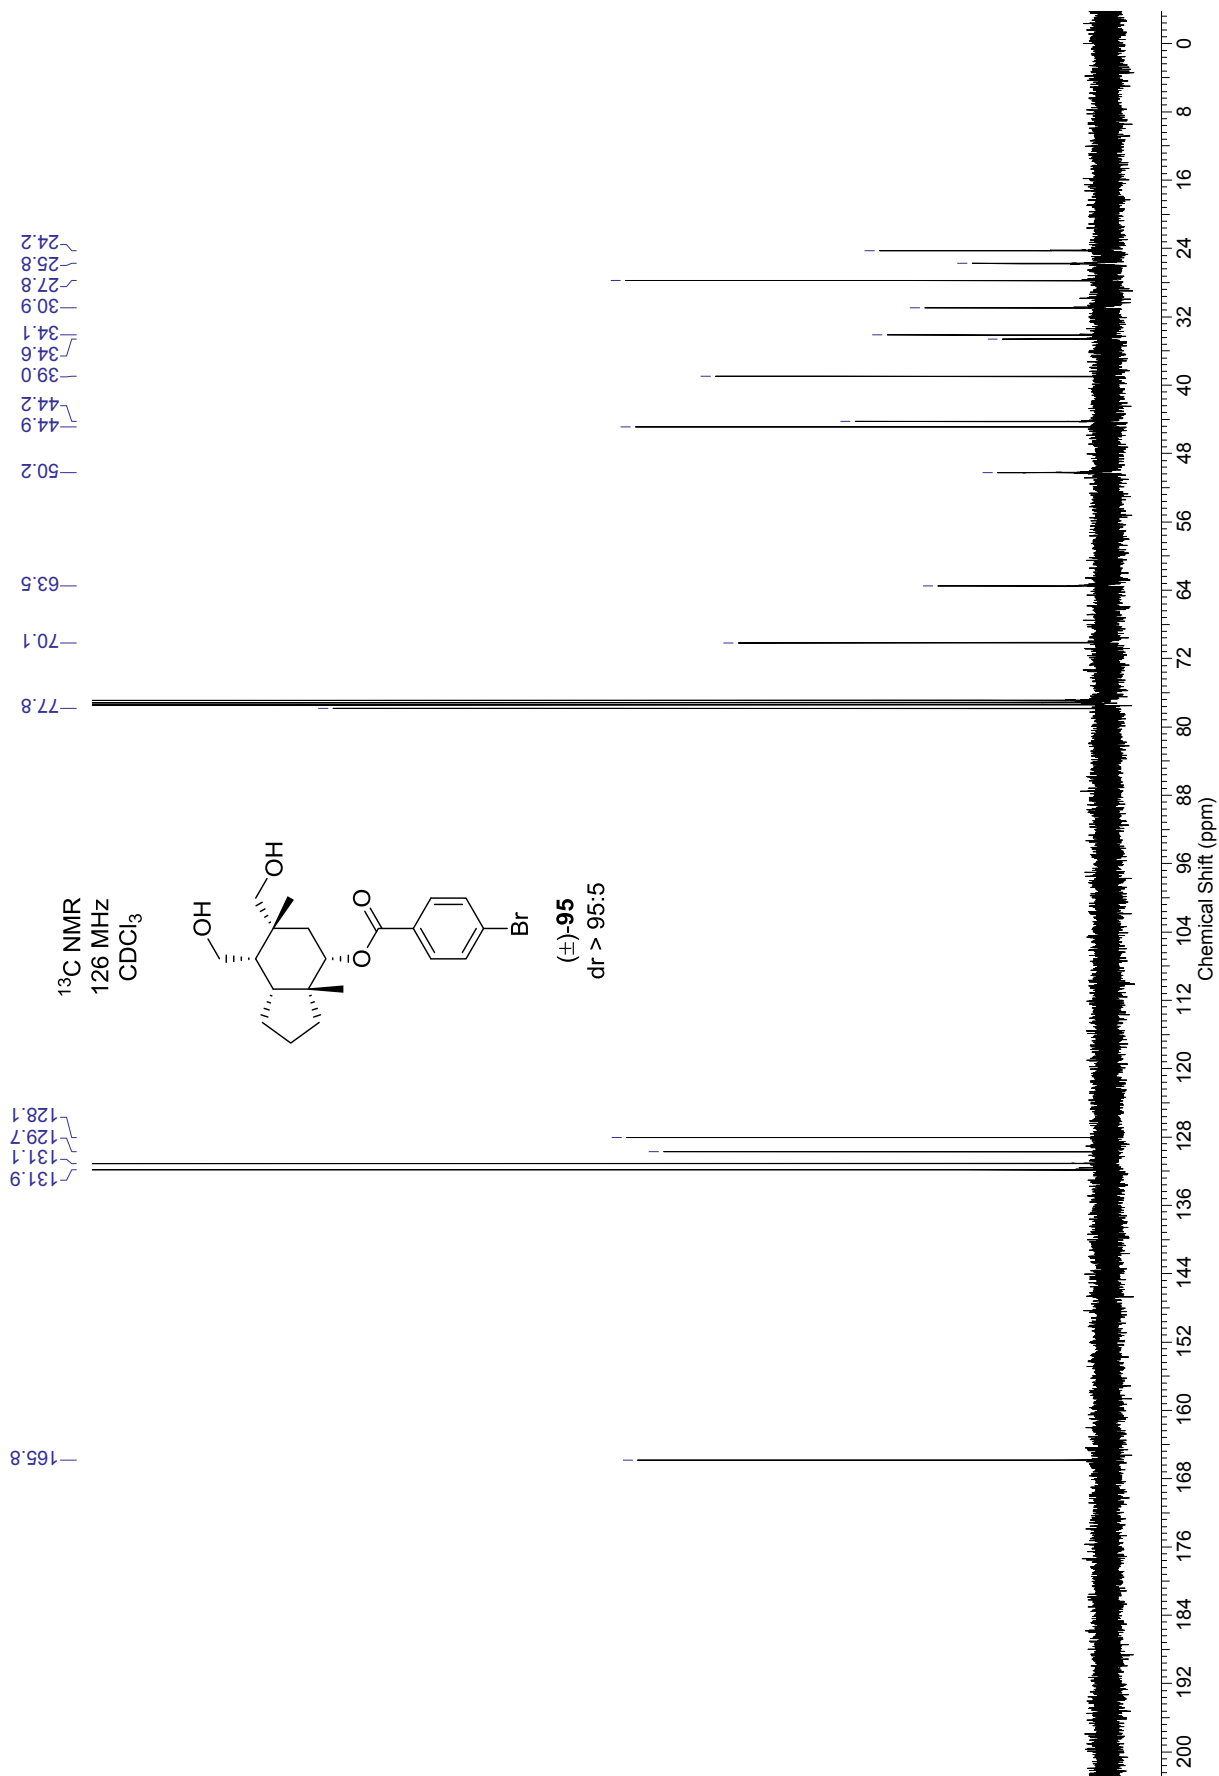 ¹³C NMR
126 MHz
CDCl₃
OH
OH
O
O
Br
(±)-95
dr > 95:5
165.8
131.9
131.1
129.7
128.1
77.8
70.1
63.5
50.2
44.9
44.2
39.0
34.6
34.1
30.9
27.8
25.8
24.2
200 192 184 176 168 160 152 144 136 128 120 112 104 96 88 80 72 64 56 48 40 32 24 16 8 0
Chemical Shift (ppm)